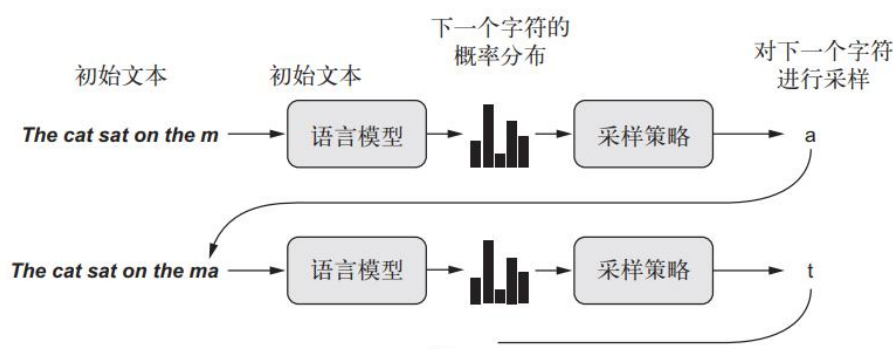 下一个字符的
概率分布
对下一个字符
进行采样
初始文本
初始文本
The cat sat on the m
语言模型
采样策略
a
The cat sat on the ma
语言模型
采样策略
t